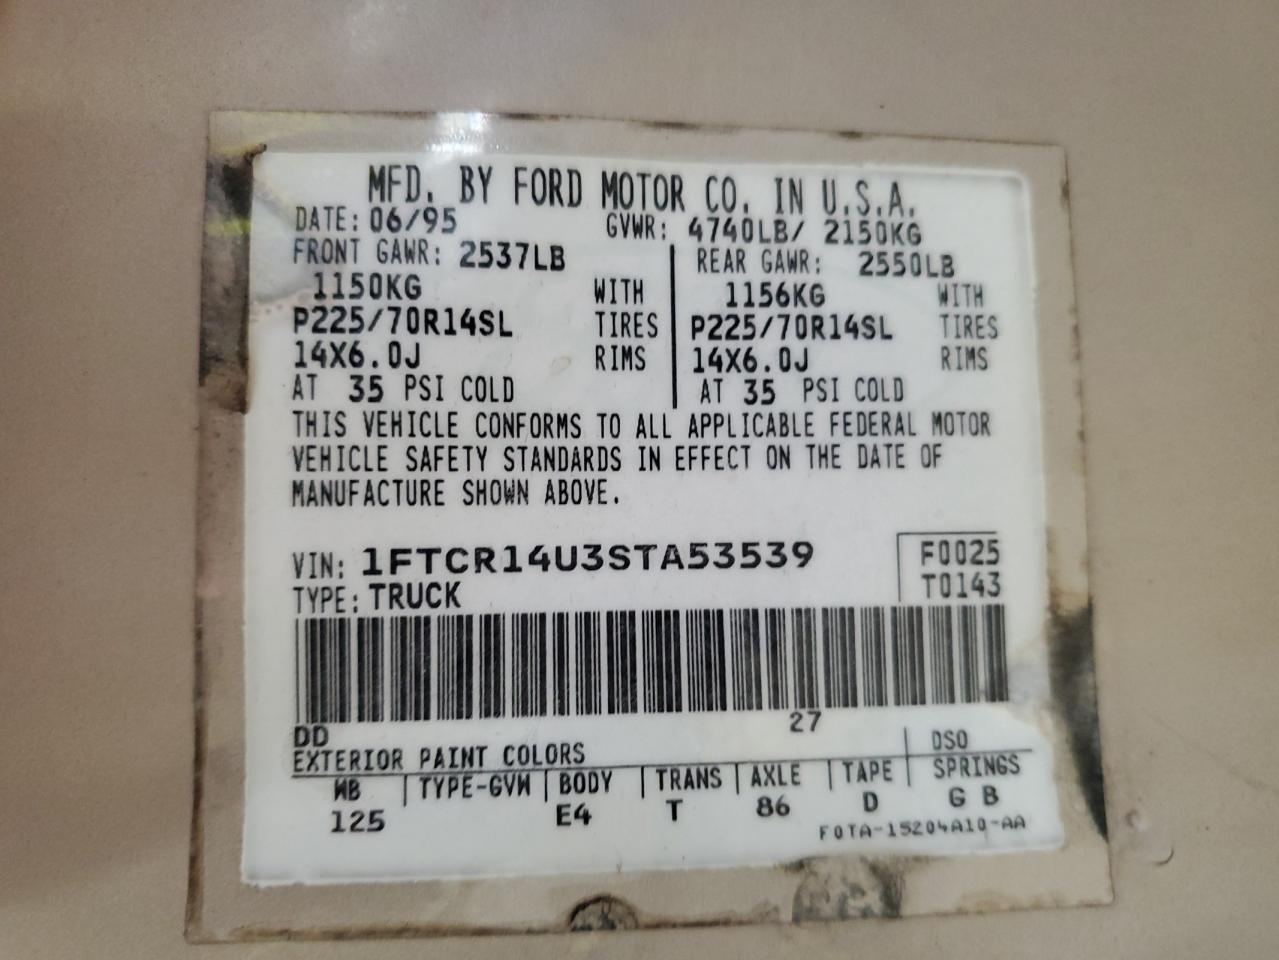 MFD. BY FORD MOTOR CO. IN U.S.A.
DATE: 06/95 GVWR: 4740LB/ 2150KG
FRONT GAWR: 2537LB REAR GAWR: 2550LB
1150KG WITH 1156KG WITH
P225/70R14SL TIRES P225/70R14SL TIRES
14X6.0J RIMS 14X6.0J RIMS
AT 35 PSI COLD AT 35 PSI COLD
THIS VEHICLE CONFORMS TO ALL APPLICABLE FEDERAL MOTOR
VEHICLE SAFETY STANDARDS IN EFFECT ON THE DATE OF
MANUFACTURE SHOWN ABOVE.
VIN: 1FTCR14U3STA53539 F0025
TYPE: TRUCK T0143
DD 27
EXTERIOR PAINT COLORS DSO
WB TYPE-GVW BODY TRANS AXLE TAPE SPRINGS
125 E4 T 86 D G B
F0TA-15204A10-AA